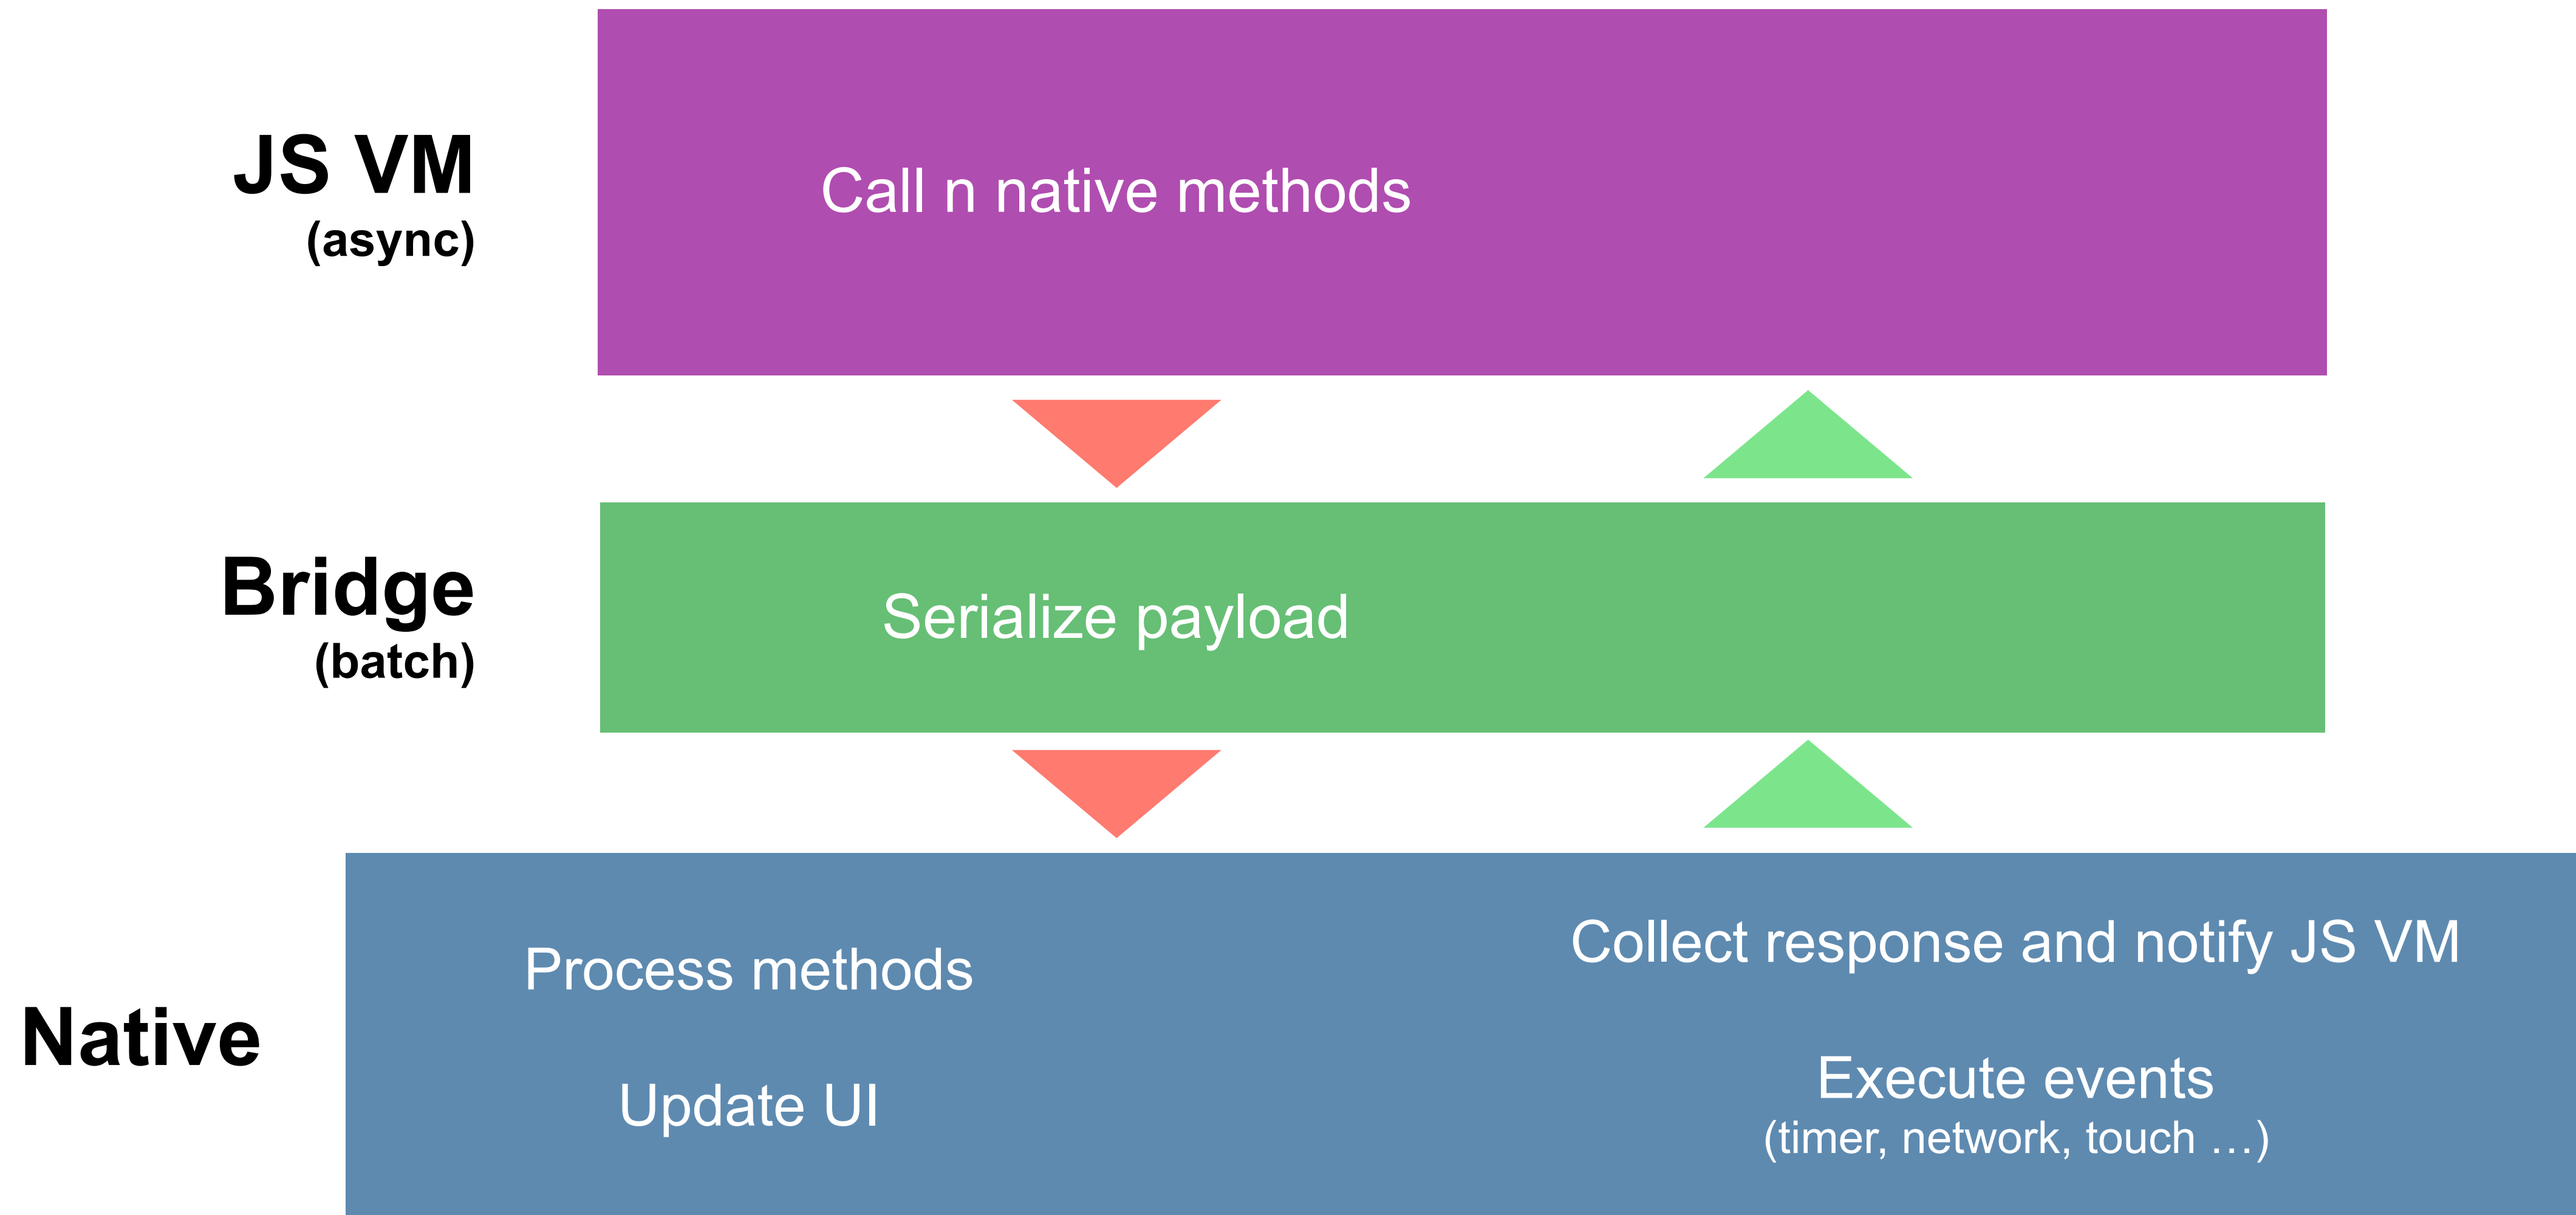 JS VM
(async)
Call n native methods
Bridge
(batch)
Serialize payload
Native
Process methods
Update UI
Collect response and notify JS VM
Execute events
(timer, network, touch …)